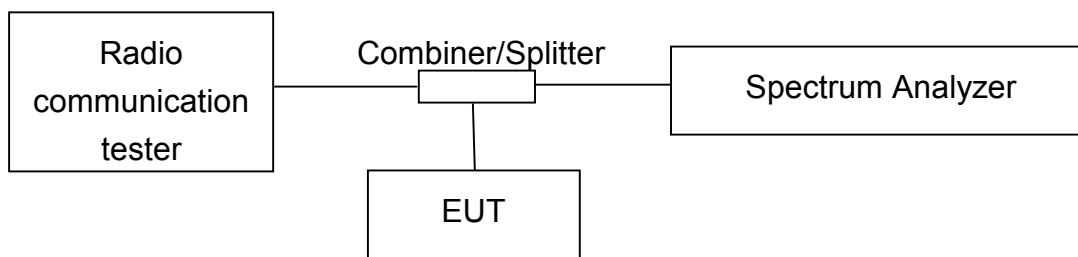 Radio
communication
tester
Combiner/Splitter
Spectrum Analyzer
EUT